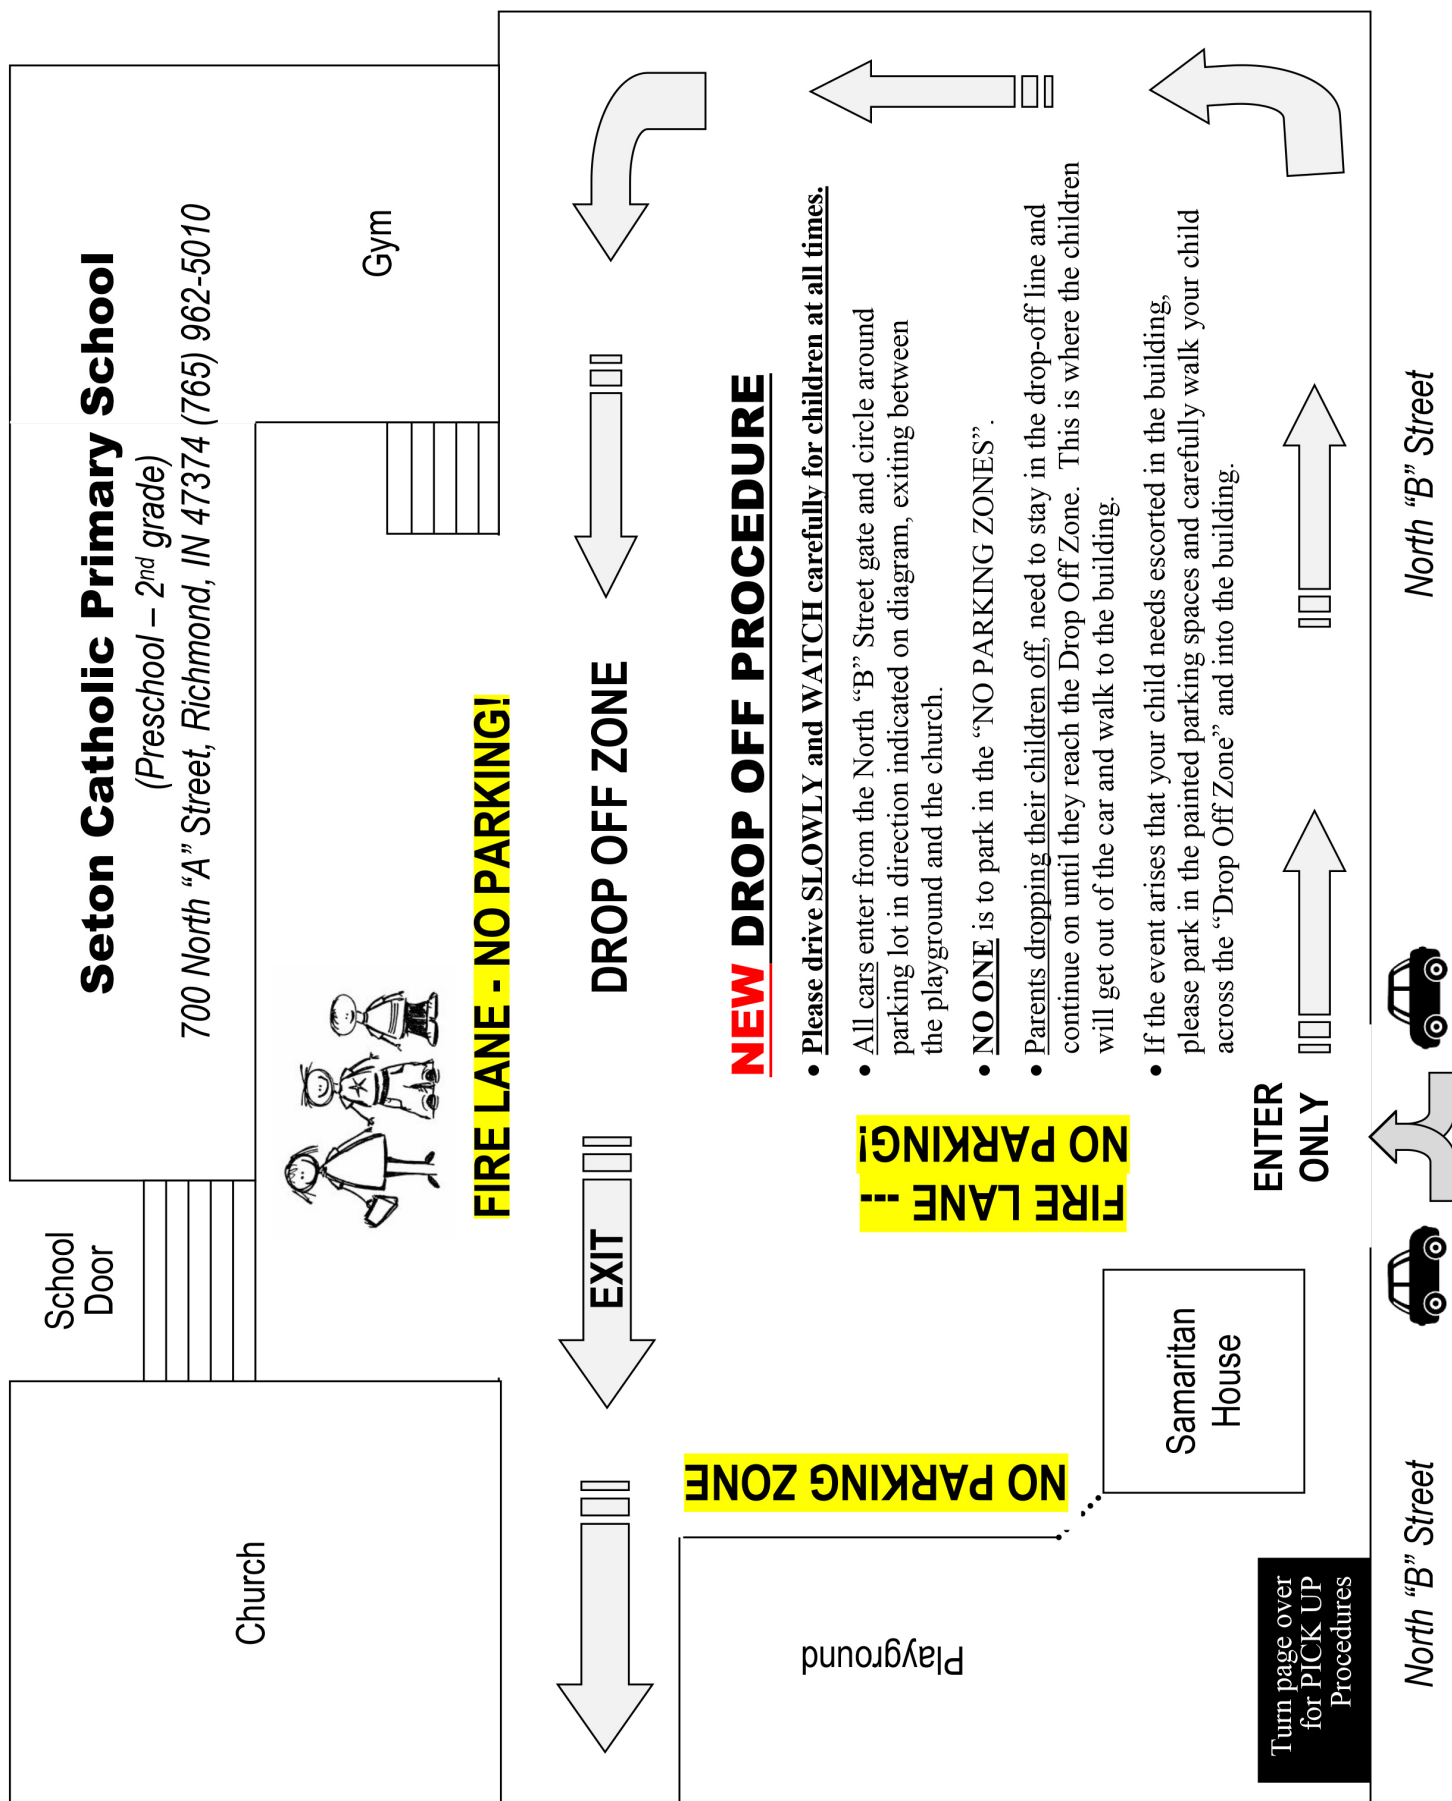 Seton Catholic Primary School
(Preschool – 2nd grade)
700 North “A” Street, Richmond, IN 47374 (765) 962-5010
School
Door
Gym
Church
FIRE LANE - NO PARKING!
EXIT
DROP OFF ZONE
NEW DROP OFF PROCEDURE
• Please drive SLOWLY and WATCH carefully for children at all times.
• All cars enter from the North “B” Street gate and circle around
parking lot in direction indicated on diagram, exiting between
the playground and the church.
• NO ONE is to park in the “NO PARKING ZONES”.
• Parents dropping their children off, need to stay in the drop-off line and
continue on until they reach the Drop Off Zone. This is where the children
will get out of the car and walk to the building.
• If the event arises that your child needs escorted in the building,
please park in the painted parking spaces and carefully walk your child
across the “Drop Off Zone” and into the building.
NO PARKING ZONE
FIRE LANE ---
NO PARKING!
Playground
Samaritan
House
ENTER
ONLY
Turn page over
for PICK UP
Procedures
North “B” Street
North “B” Street